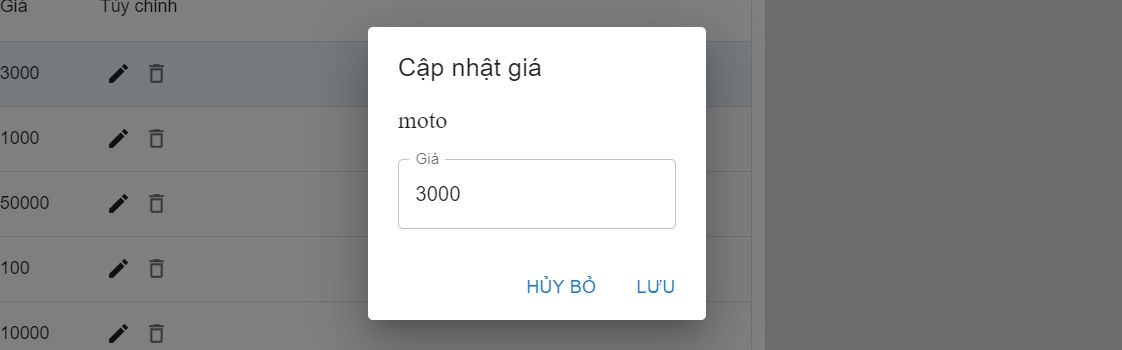 Giá Tùy chỉnh
3000
1000
50000
100
10000
Cập nhật giá
moto
Giá
3000
HỦY BỎ LƯU